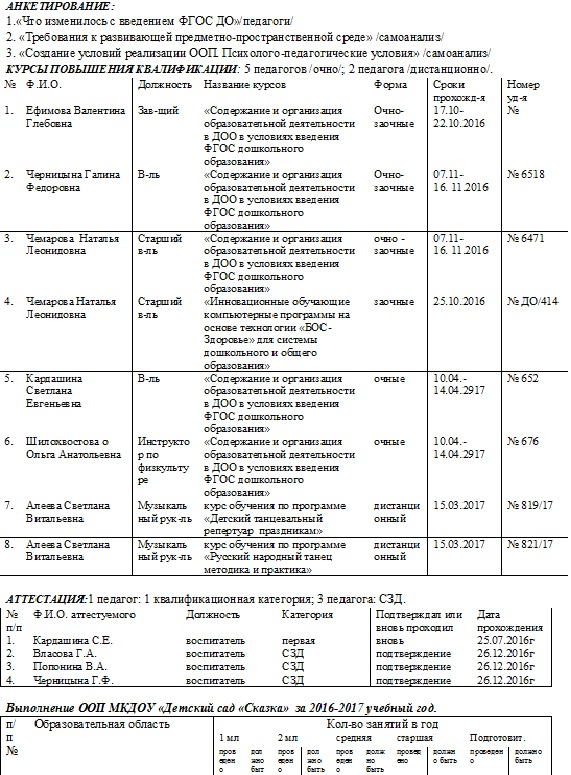 АНКЕТИРОВАНИЕ:
1.«Что изменилось с введением ФГОС ДО»/педагоги/
2. «Требования к развивающей предметно-пространственной среде» /самоанализ/
3. «Создание условий реализации ООП. Психолого-педагогические условия» /самоанализ/
КУРСЫ ПОВЫШЕНИЯ КВАЛИФИКАЦИИ: 5 педагогов /очно/; 2 педагога /дистанционно/.
№ Ф.И.О. Должность Название курсов Форма Сроки прохожд-я Номер уд-я
1. Ефимова Валентина Глебовна Зав-щий: «Содержание и организация образовательной деятельности в ДОО в условиях введения ФГОС дошкольного образования» Очно-заочные 17.10-22.10.2016 №
2. Черницына Галина Федоровна В-ль «Содержание и организация образовательной деятельности в ДОО в условиях введения ФГОС дошкольного образования» Очно-заочные 07.11-16. 11.2016 № 6518
3. Чемарова Наталья Леонидовна Старший в-ль «Содержание и организация образовательной деятельности в ДОО в условиях введения ФГОС дошкольного образования» очно - заочные 07.11-16. 11.2016 № 6471
4. Чемарова Наталья Леонидовна Старший в-ль «Инновационные обучающие компьютерные программы на основе технологии «БОС-Здоровье» для системы дошкольного и общего образования» заочные 25.10.2016 № ДО/414
5. Кардашина Светлана Евгеньевна В-ль «Содержание и организация образовательной деятельности в ДОО в условиях введения ФГОС дошкольного образования» очные 10.04.-14.04.2917 № 652
6. Шилохвостова о Ольга Анатольевна Инструктор по физкультуре «Содержание и организация образовательной деятельности в ДОО в условиях введения ФГОС дошкольного образования» очные 10.04.-14.04.2917 № 676
7. Алеева Светлана Витальевна Музыкальный рук-ль курс обучения по программе «Детский танцевальный репертуар праздникам» дистанционный 15.03.2017 № 819/17
8. Алеева Светлана Витальевна Музыкальный рук-ль курс обучения по программе «Русский народный танец методика и практика» дистанционный 15.03.2017 № 821/17
АТТЕСТАЦИЯ:1 педагог: 1 квалификационная категория; 3 педагога: СЗД.
№ п/п Ф.И.О. аттестуемого Должность Категория Подтверждал или вновь проходил Дата прохождения
1. Кардашина С.Е. воспитатель первая вновь 25.07.2016г
2. Власова Г.А. воспитатель СЗД подтверждение 26.12.2016г
3. Попонина В.А. воспитатель СЗД подтверждение 26.12.2016г
4. Черницына Г.Ф. воспитатель СЗД подтверждение 26.12.2016г
Выполнение ООП МКДОУ «Детский сад «Сказка» за 2016-2017 учебный год.
п/п № Образовательная область Кол-во занятий в год
1 мл 2 мл средняя старшая Подготовит.
проведено должно быт проведено должно быть проведено должно быть проведено должно быть проведено должно быть